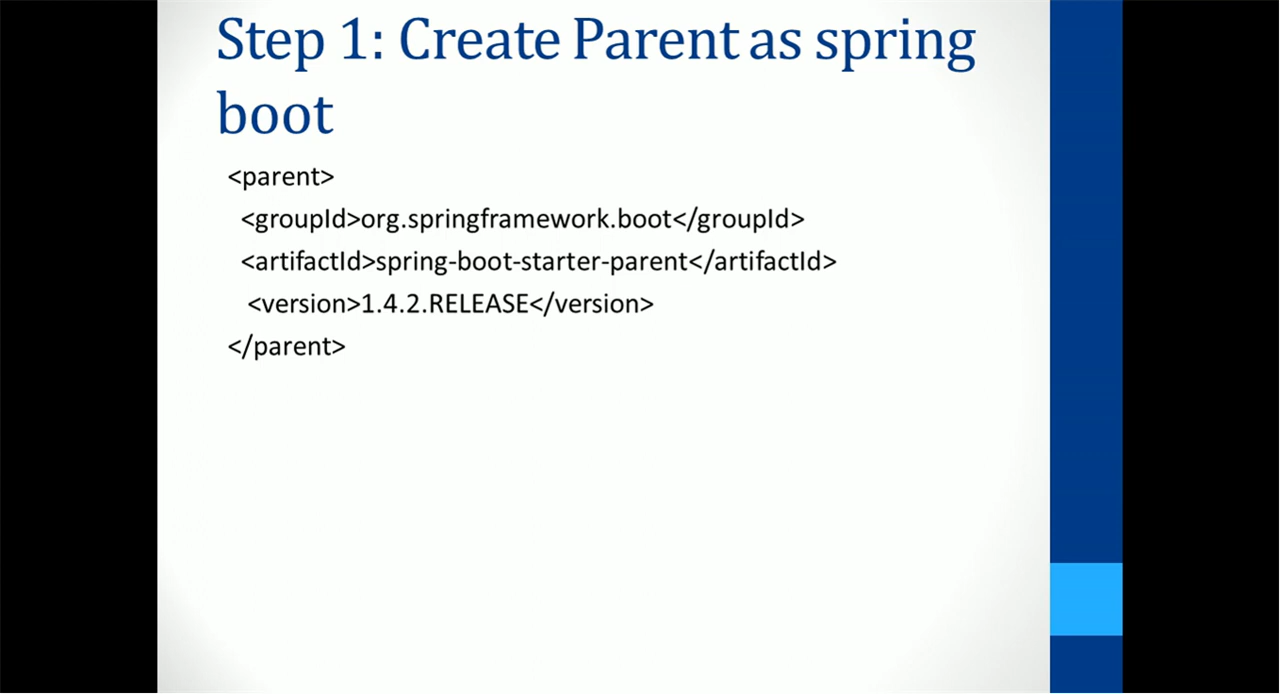 Step 1: Create Parent as spring
boot
<parent>
<groupId>org.springframework.boot</groupId>
<artifactId>spring-boot-starter-parent</artifactId>
<version>1.4.2.RELEASE</version>
</parent>